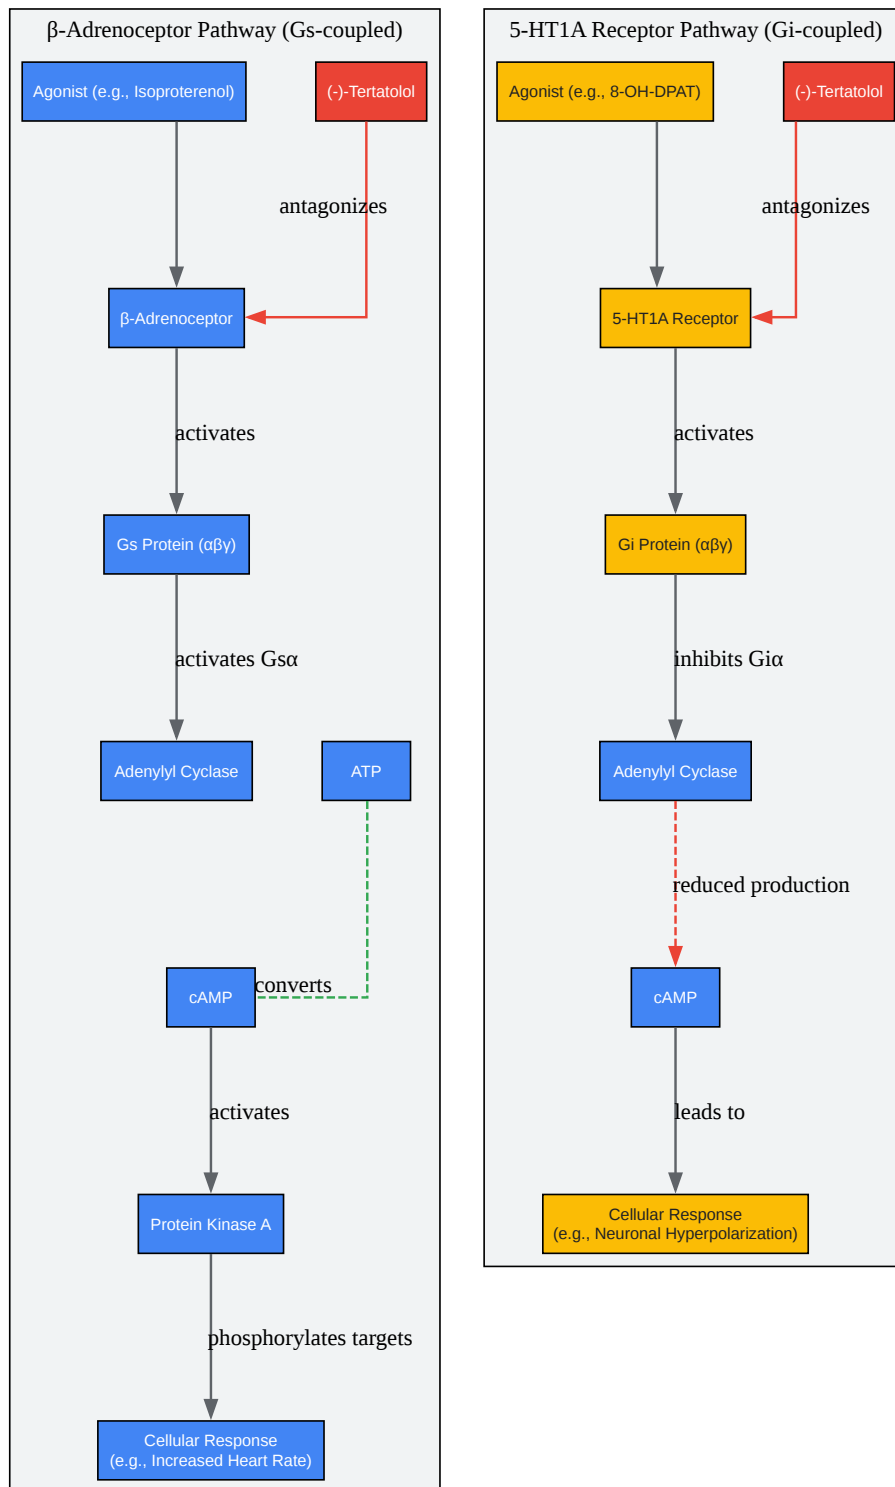 β-Adrenoceptor Pathway (Gs-coupled)
Agonist (e.g., Isoproterenol)
(-)-Tertatolol
antagonizes
β-Adrenoceptor
activates
Gs Protein (αβγ)
activates Gsα
Adenylyl Cyclase
ATP
converts
cAMP
activates
Protein Kinase A
phosphorylates targets
Cellular Response
(e.g., Increased Heart Rate)
5-HT1A Receptor Pathway (Gi-coupled)
Agonist (e.g., 8-OH-DPAT)
(-)-Tertatolol
antagonizes
5-HT1A Receptor
activates
Gi Protein (αβγ)
inhibits Giα
Adenylyl Cyclase
reduced production
cAMP
leads to
Cellular Response
(e.g., Neuronal Hyperpolarization)